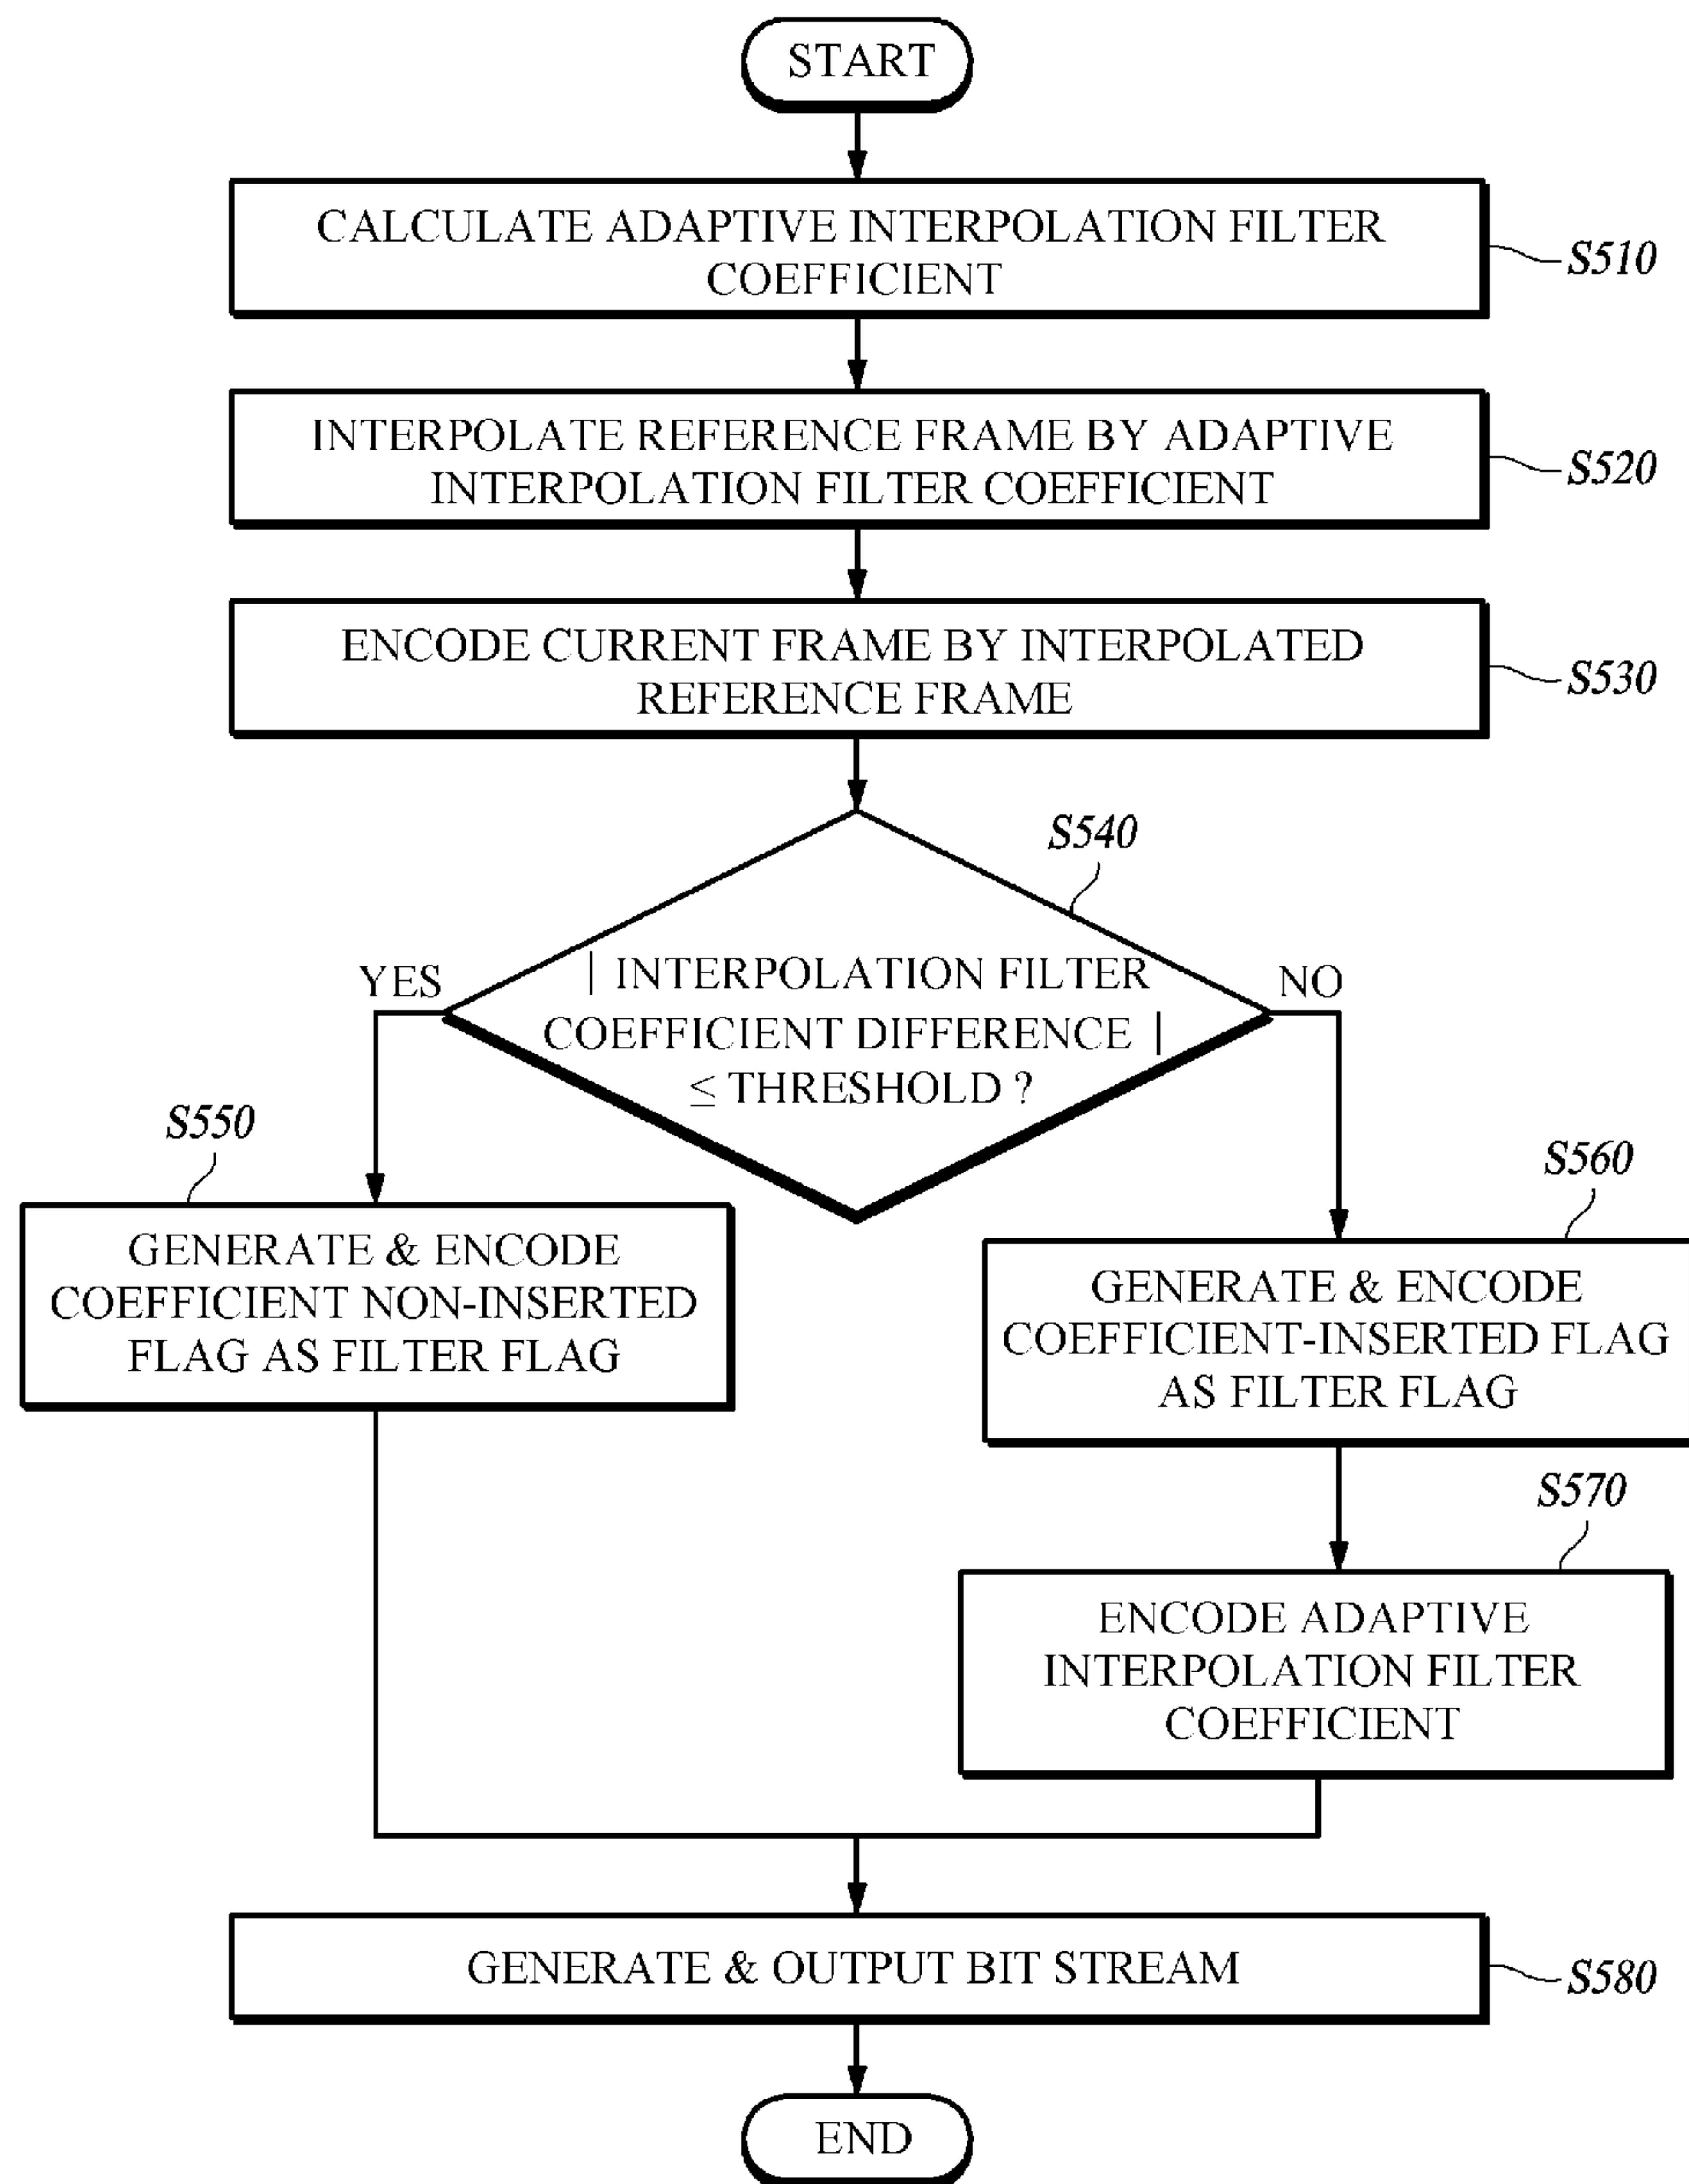 START
CALCULATE ADAPTIVE INTERPOLATION FILTER
COEFFICIENT
S510
INTERPOLATE REFERENCE FRAME BY ADAPTIVE
INTERPOLATION FILTER COEFFICIENT
S520
ENCODE CURRENT FRAME BY INTERPOLATED
REFERENCE FRAME
S530
S540
| INTERPOLATION FILTER
COEFFICIENT DIFFERENCE |
≤ THRESHOLD ?
YES
NO
S550
GENERATE & ENCODE
COEFFICIENT NON-INSERTED
FLAG AS FILTER FLAG
S560
GENERATE & ENCODE
COEFFICIENT-INSERTED FLAG
AS FILTER FLAG
S570
ENCODE ADAPTIVE
INTERPOLATION FILTER
COEFFICIENT
GENERATE & OUTPUT BIT STREAM
S580
END